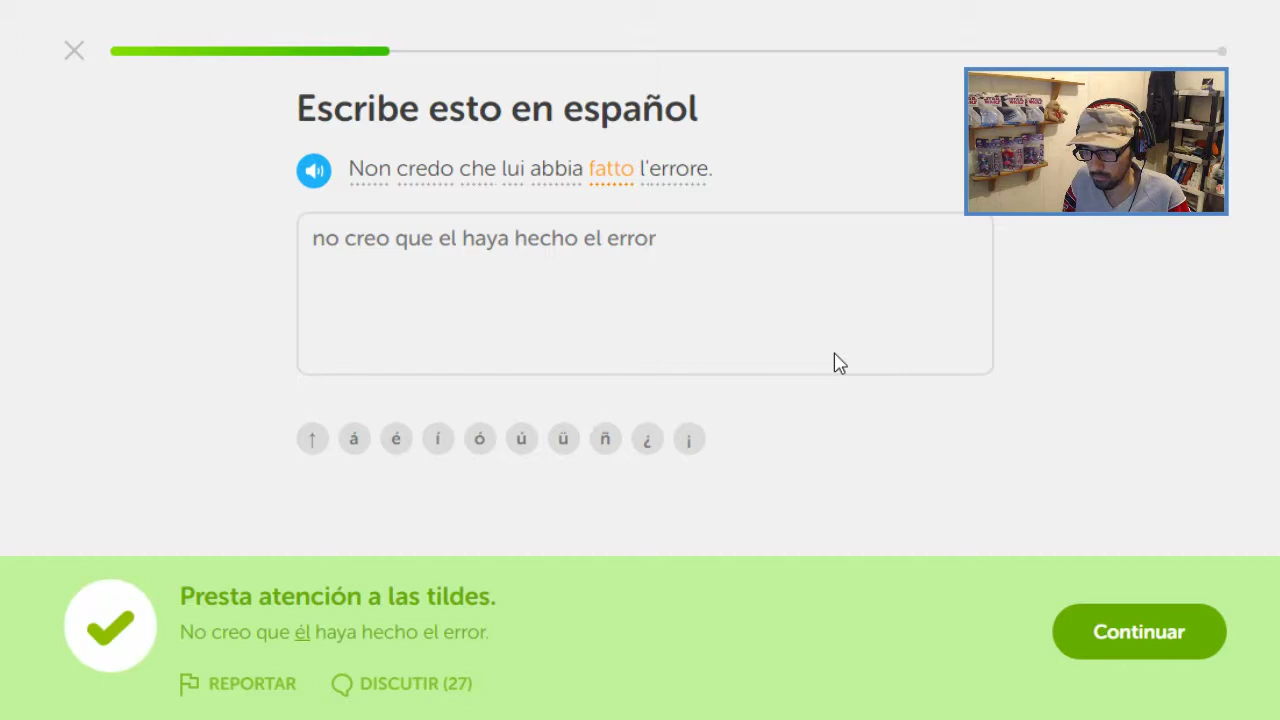 Escribe esto en español
Non credo che lui abbia fatto l'errore.
no creo que el haya hecho el error
↑ á é í ó ú ü ñ ¿ ¡
Presta atención a las tildes.
No creo que él haya hecho el error.
Continuar
REPORTAR DISCUTIR (27)